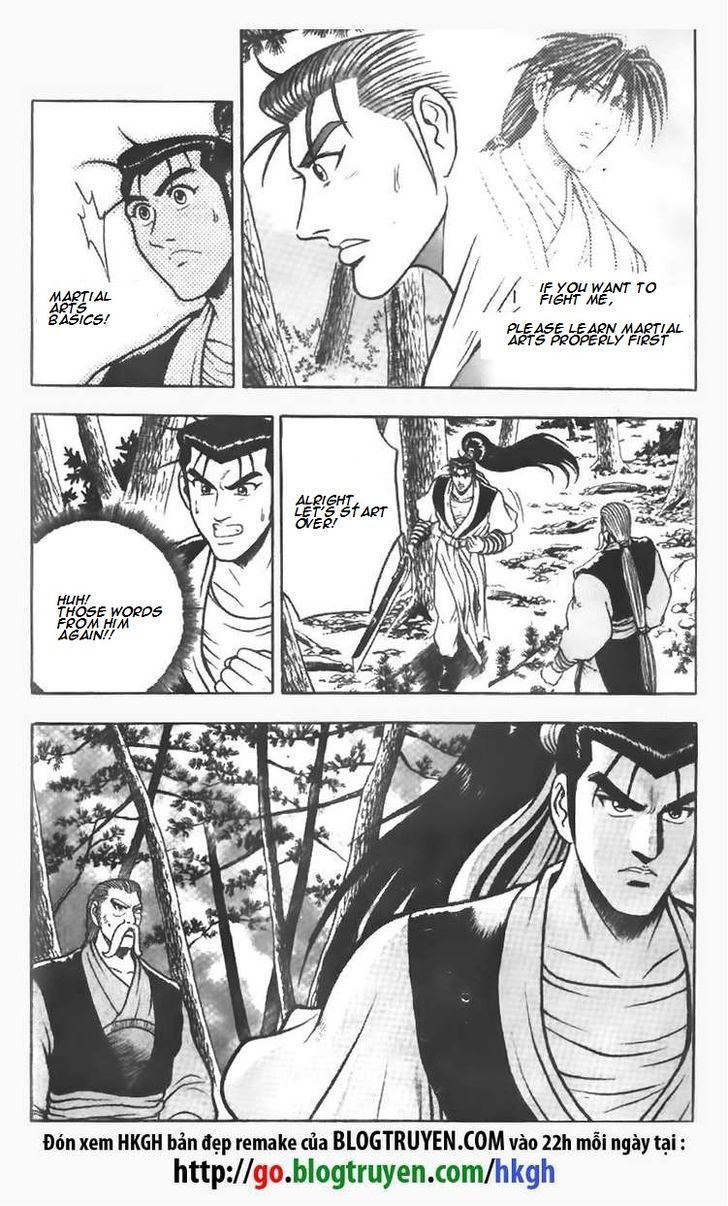 IF YOU WANT TO
FIGHT ME,
PLEASE LEARN MARTIAL
ARTS PROPERLY FIRST
MARTIAL
ARTS
BASICS!
ALRIGHT,
LET'S START
OVER!
HUH!
THOSE WORDS
FROM HIM
AGAIN!!
Đón xem HKGH bản đẹp remake của BLOGTRUYEN.COM vào 22h mỗi ngày tại :
http://go.blogtruyen.com/hkgh